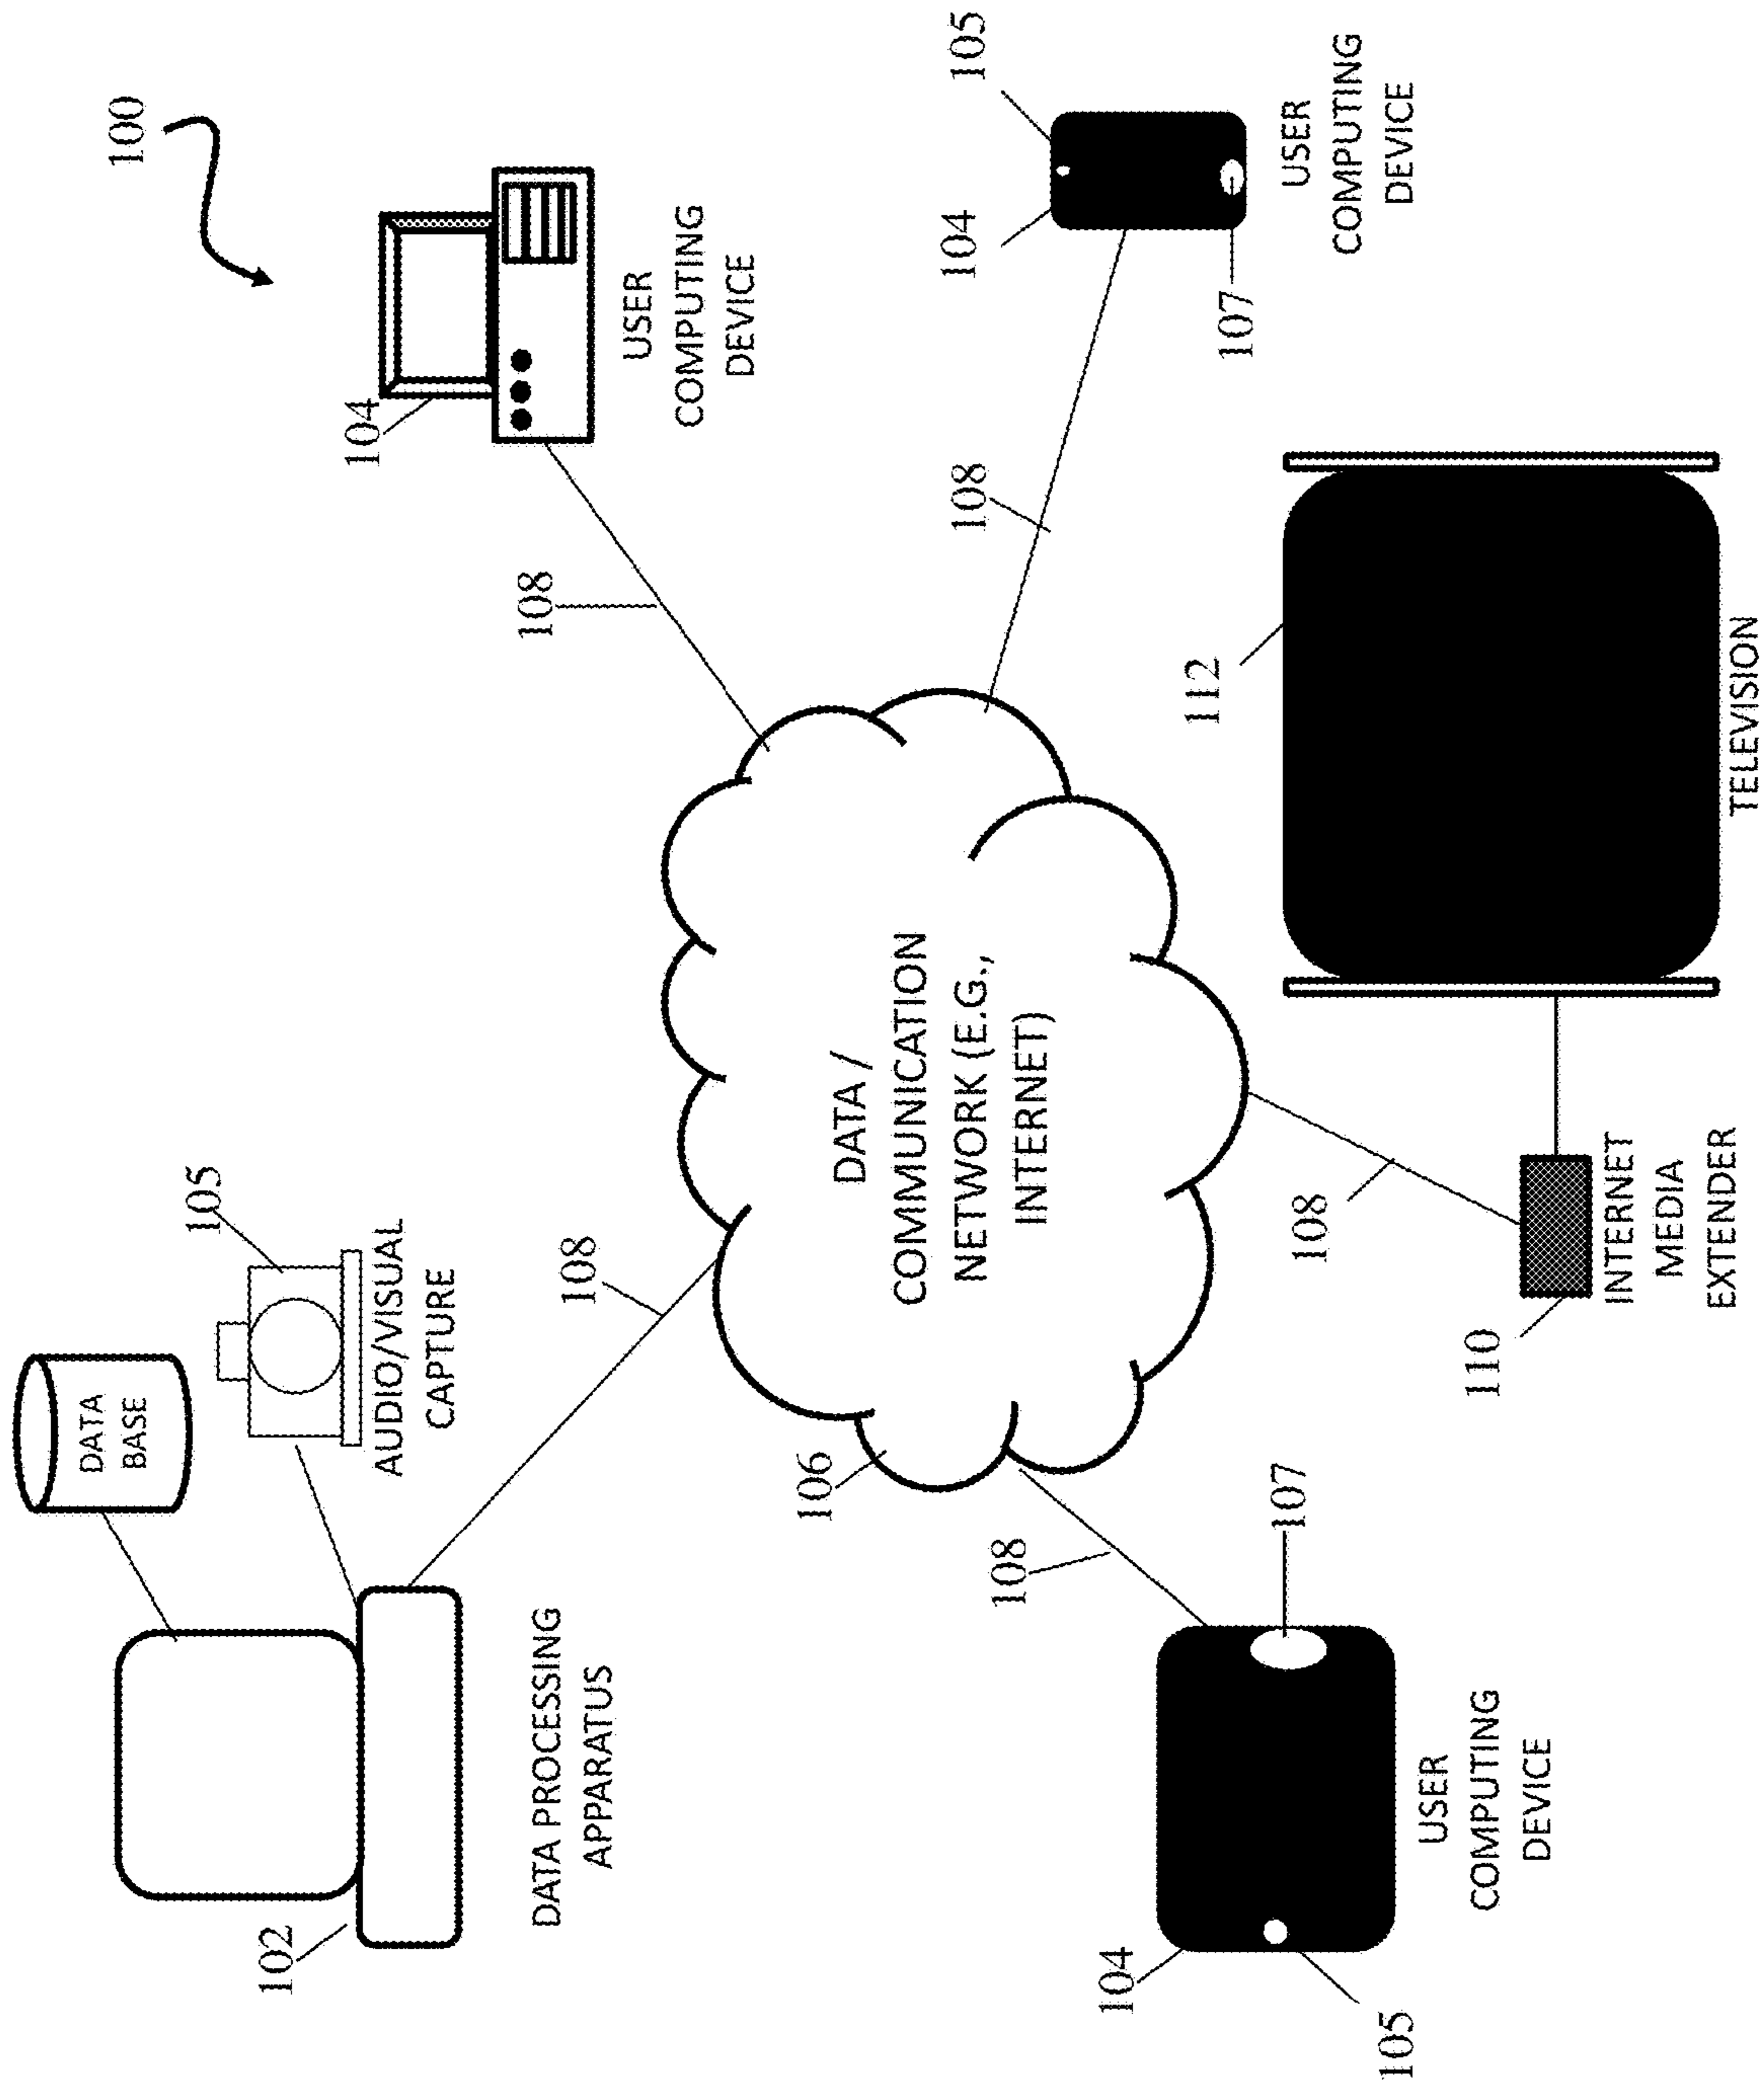 100
DATA
BASE
105
AUDIO/VISUAL
CAPTURE
102
DATA PROCESSING
APPARATUS
108
104
USER
COMPUTING
DEVICE
108
106
DATA /
COMMUNICATION
NETWORK (E.G.,
INTERNET)
108
104
105
107
USER
COMPUTING
DEVICE
108
104
105
107
USER
COMPUTING
DEVICE
108
110
INTERNET
MEDIA
EXTENDER
112
TELEVISION